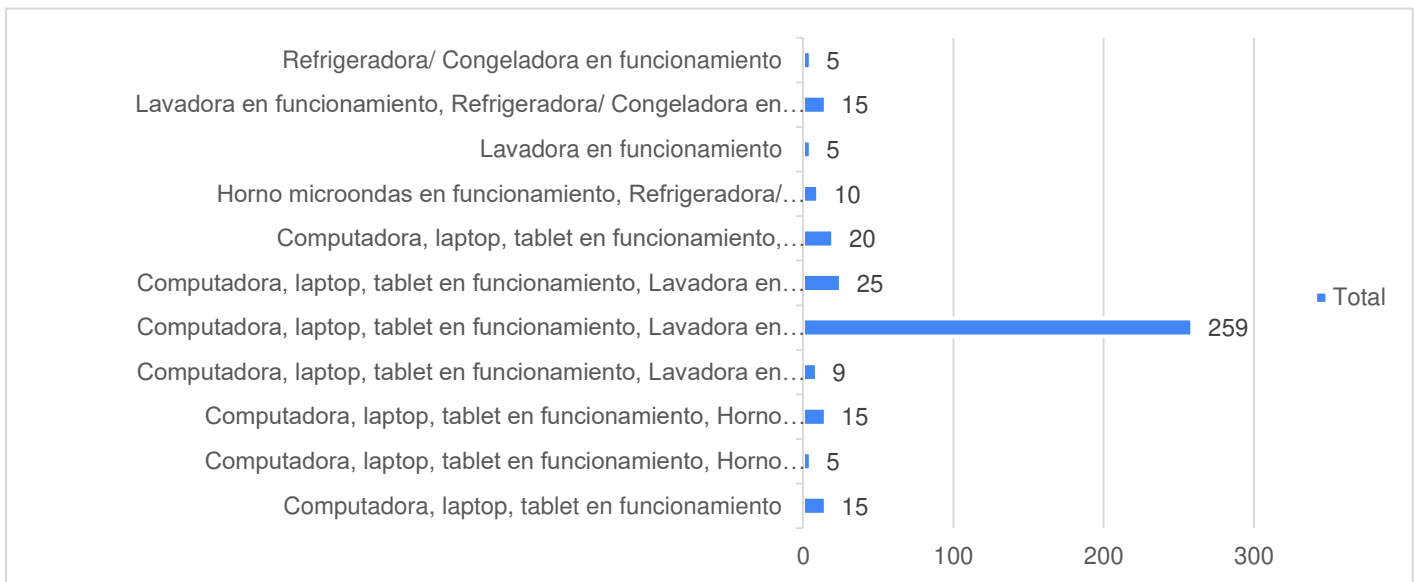 Refrigeradora/ Congeladora en funcionamiento 5
Lavadora en funcionamiento, Refrigeradora/ Congeladora en… 15
Lavadora en funcionamiento 5
Horno microondas en funcionamiento, Refrigeradora/… 10
Computadora, laptop, tablet en funcionamiento,… 20
Computadora, laptop, tablet en funcionamiento, Lavadora en… 25
Computadora, laptop, tablet en funcionamiento, Lavadora en… 259
Computadora, laptop, tablet en funcionamiento, Lavadora en… 9
Computadora, laptop, tablet en funcionamiento, Horno… 15
Computadora, laptop, tablet en funcionamiento, Horno… 5
Computadora, laptop, tablet en funcionamiento 15
0 100 200 300
Total